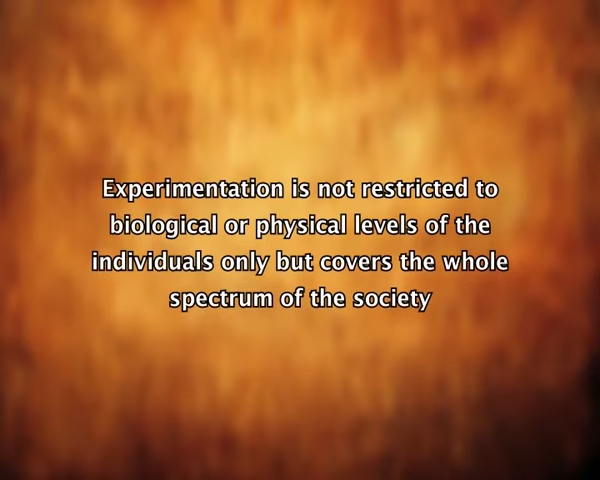 Experimentation is not restricted to
biological or physical levels of the
individuals only but covers the whole
spectrum of the society